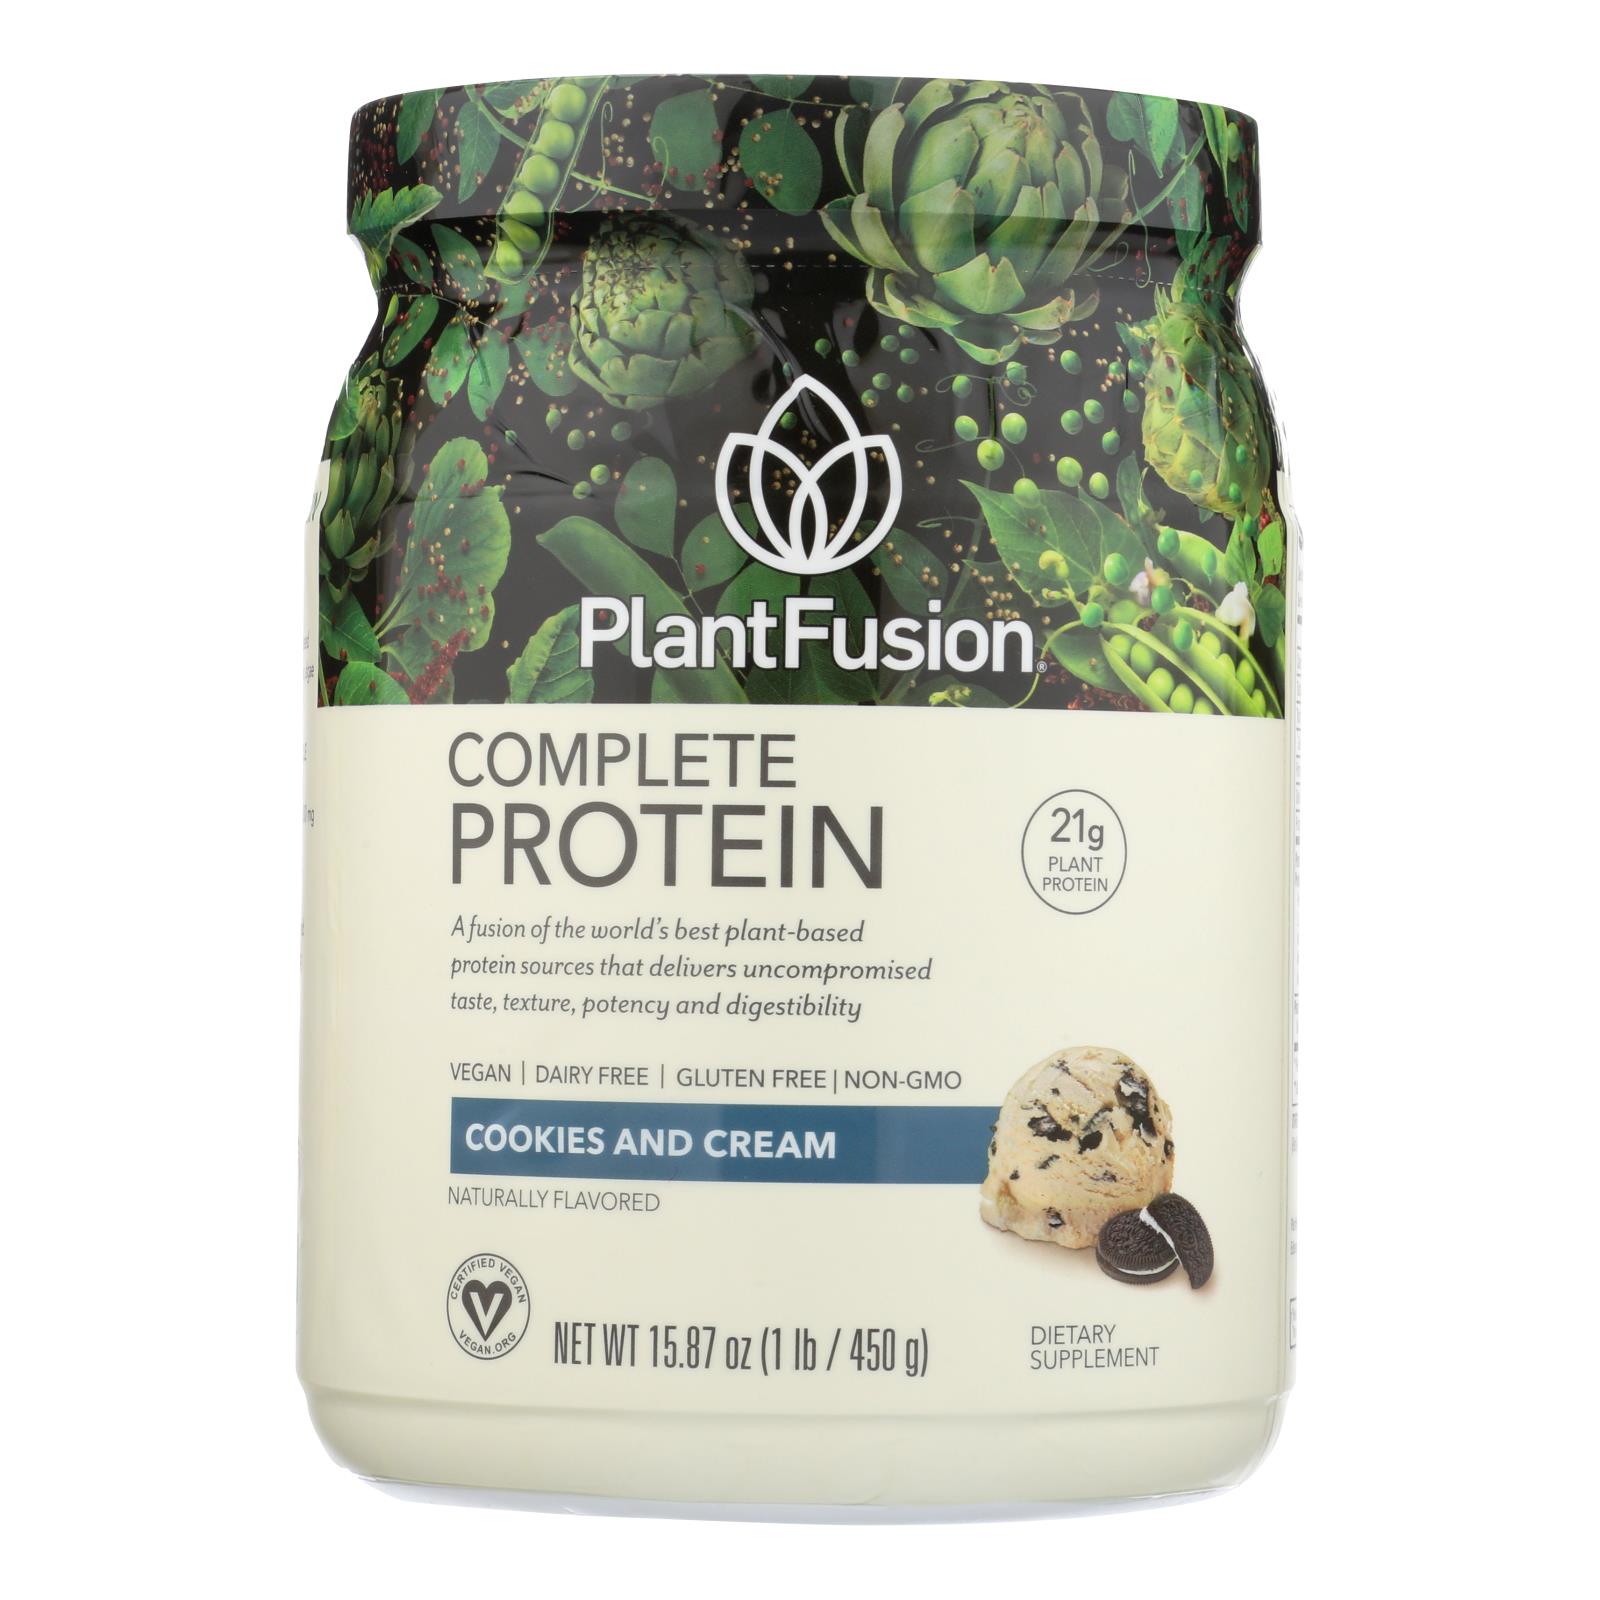 PlantFusion®
COMPLETE
PROTEIN
21g
PLANT
PROTEIN
A fusion of the world's best plant-based
protein sources that delivers uncompromised
taste, texture, potency and digestibility
VEGAN | DAIRY FREE | GLUTEN FREE | NON-GMO
COOKIES AND CREAM
NATURALLY FLAVORED
CERTIFIED VEGAN
V
VEGAN.ORG
NET WT 15.87 oz (1 lb / 450 g)
DIETARY
SUPPLEMENT